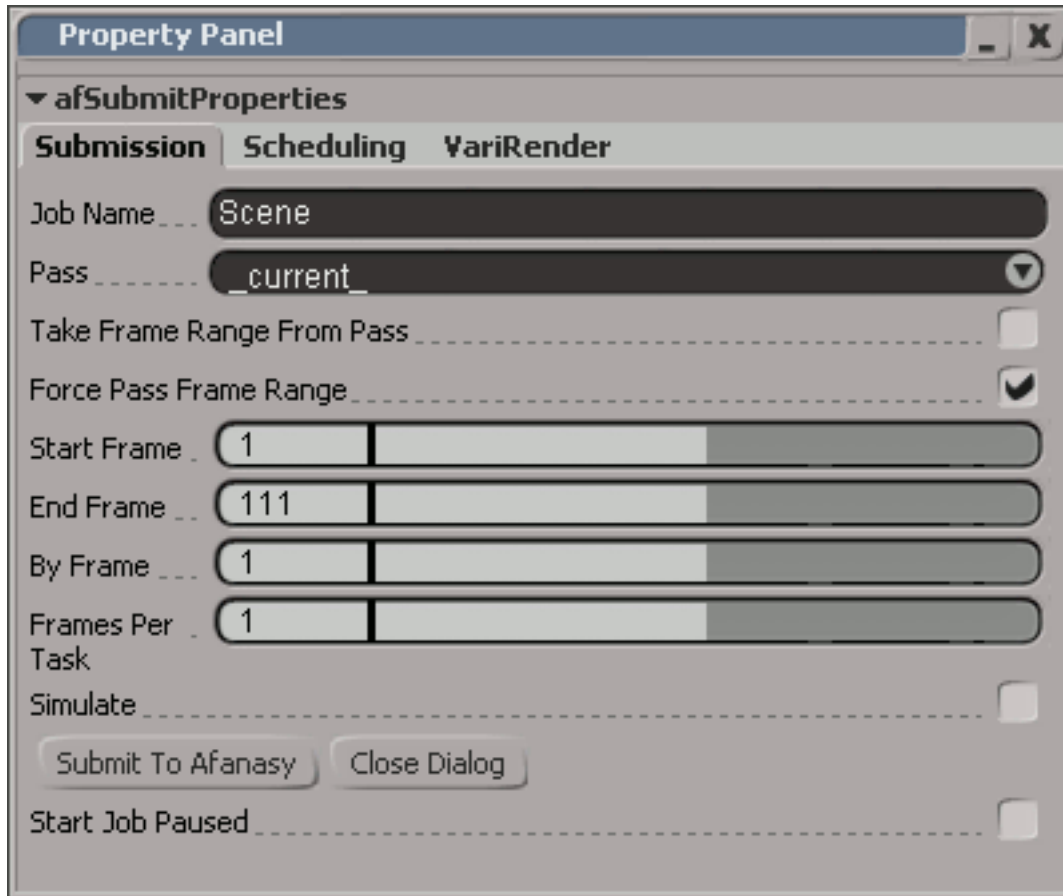 Property Panel
afSubmitProperties
Submission Scheduling VariRender
Job Name Scene
Pass _current_
Take Frame Range From Pass
Force Pass Frame Range
Start Frame 1
End Frame 111
By Frame 1
Frames Per 1
Task
Simulate
Submit To Afanasy Close Dialog
Start Job Paused